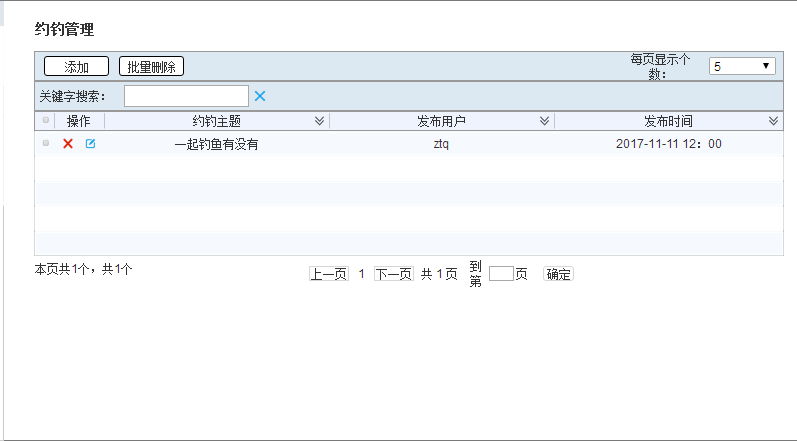 约钓管理
添加 批量删除 每页显示个数： 5
关键字搜索：
操作 约钓主题 发布用户 发布时间
一起钓鱼有没有 ztq 2017-11-11 12：00
本页共1个，共1个 上一页 1 下一页 共 1 页 到第 页 确定